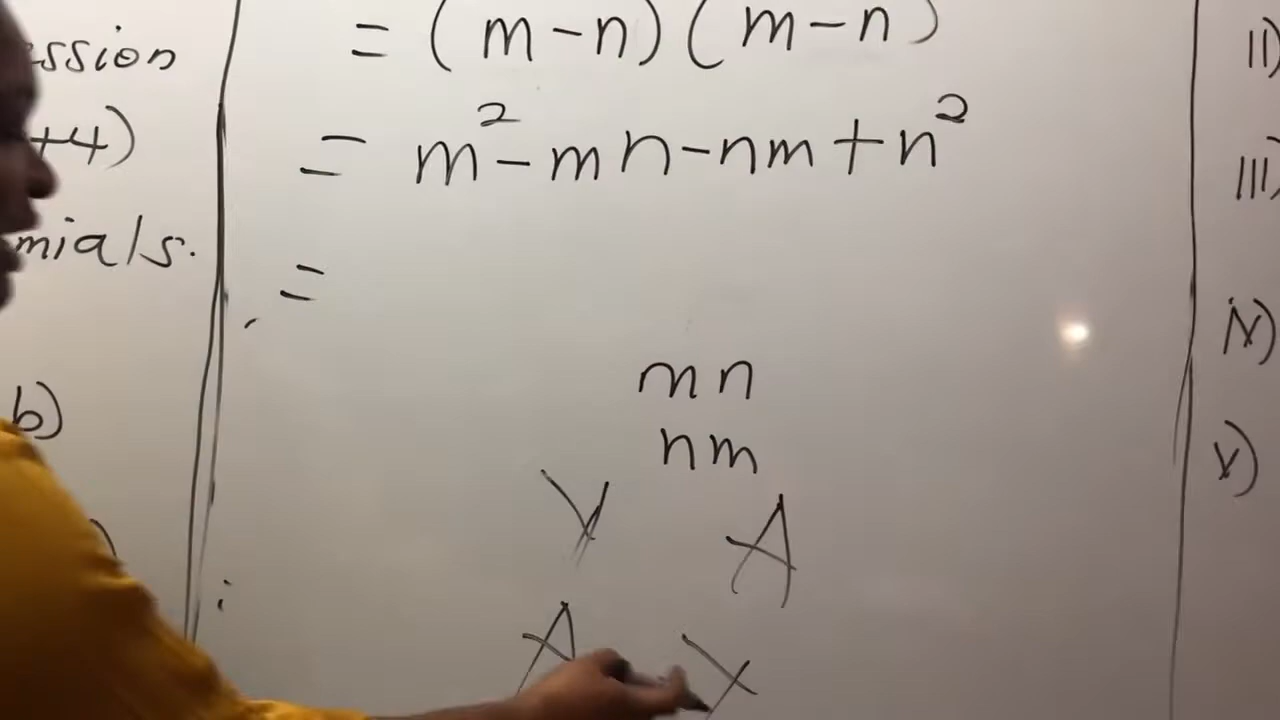 ssion
+4)
mials.
b)
= (m-n)(m-n)
= m²-mn-nm+n²
=
mn
nm
Y A
A
II)
III)
IV)
V)